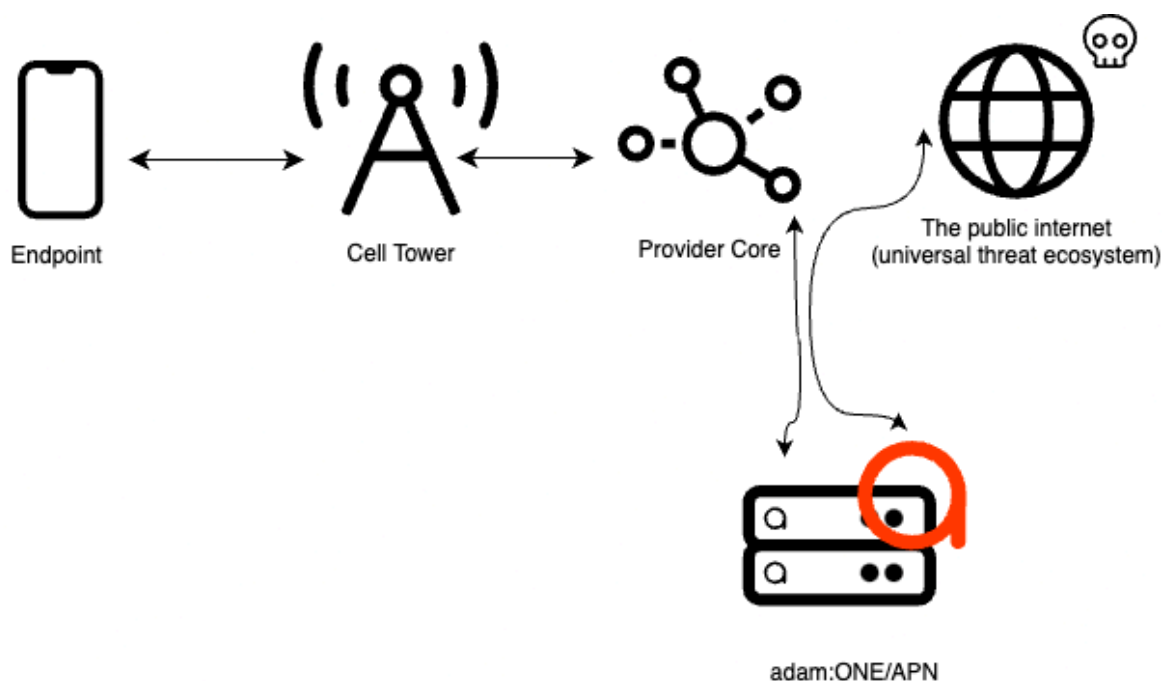 Endpoint
Cell Tower
Provider Core
The public internet
(universal threat ecosystem)
adam:ONE/APN